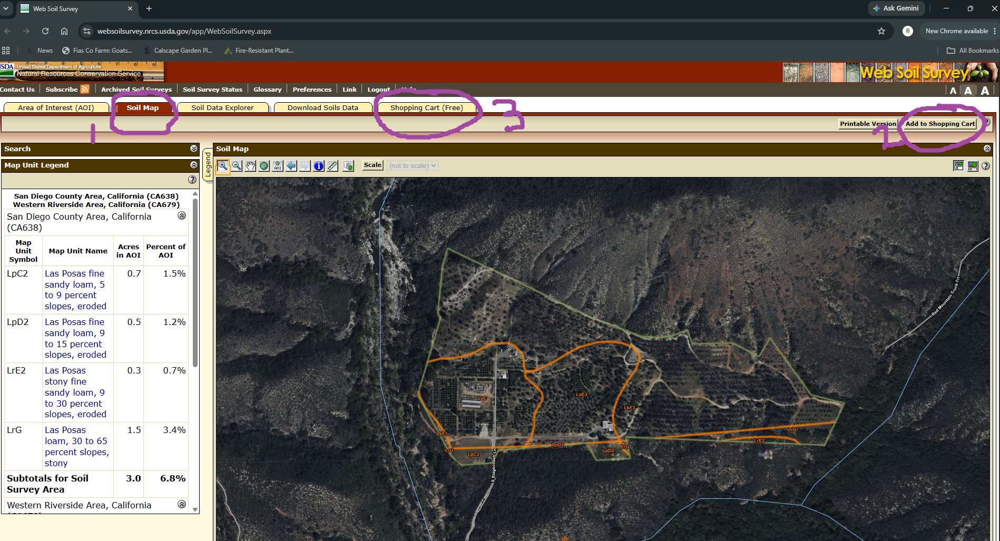 Web Soil Survey
Ask Gemini
websoilsurvey.nrcs.usda.gov/app/WebSoilSurvey.aspx
New Chrome available
News
Fias Co Farm: Goats...
Calscape Garden Pl...
Fire-Resistant Plant...
All Bookmarks
USDA
United States Department of Agriculture
Natural Resources Conservation Service
Web Soil Survey
Contact Us
Subscribe
Archived Soil Surveys
Soil Survey Status
Glossary
Preferences
Link
Logout
A A A
Area of Interest (AOI)
Soil Map
Soil Data Explorer
Download Soils Data
Shopping Cart (Free)
1
3
2
Printable Version
Add to Shopping Cart
Search
Map Unit Legend
San Diego County Area, California (CA638)
Western Riverside Area, California (CA679)
San Diego County Area, California
(CA638)
Map Unit Symbol
Map Unit Name
Acres in AOI
Percent of AOI
LpC2
Las Posas fine
sandy loam, 5
to 9 percent
slopes, eroded
0.7
1.5%
LpD2
Las Posas fine
sandy loam, 9
to 15 percent
slopes, eroded
0.5
1.2%
LrE2
Las Posas
stony fine
sandy loam, 9
to 30 percent
slopes, eroded
0.3
0.7%
LrG
Las Posas
loam, 30 to 65
percent slopes,
stony
1.5
3.4%
Subtotals for Soil
Survey Area
3.0
6.8%
Western Riverside Area, California
Legend
Soil Map
AOI
Scale
(not to scale)
Red Mountain Truck Trl
LaC
LaE3
LkF3
LkF3
LrG
LpC2
LpD2
LpD2
LrG
LrG
LrE2
S Stagecoach Ln